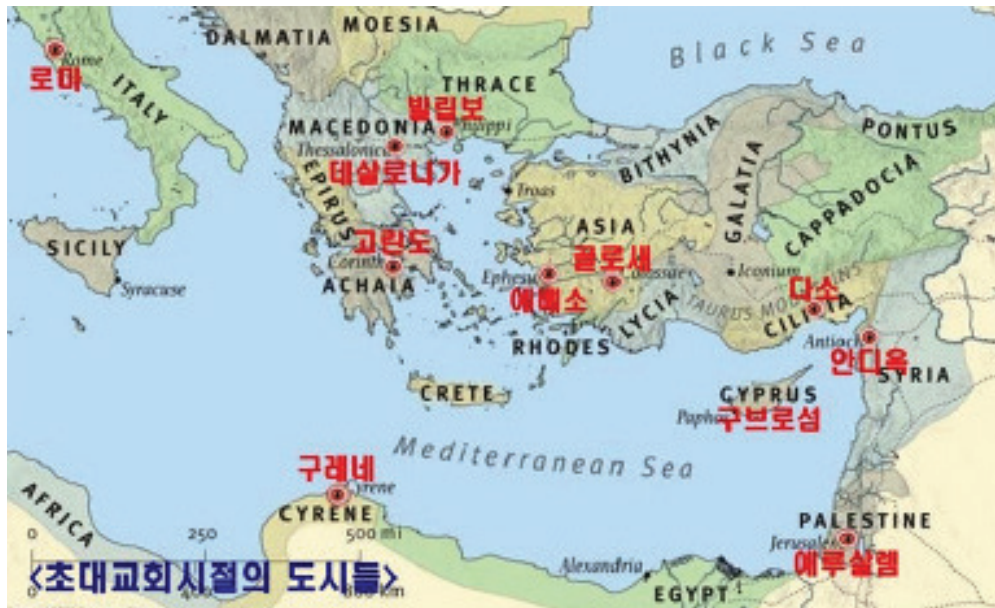 DALMATIA
MOESIA
Black Sea
Rome
로마
ITALY
THRACE
빌립보
MACEDONIA
Thessalonica
데살로니가
EPIRUS
BITHYNIA
PONTUS
GALATIA
CAPPADOCIA
Troas
ASIA
SICILY
Syracuse
고린도
Corinth
ACHAIA
골로새
Ephesus
에베소
Iconium
LYCIA
TAURUS MOUNTAINS
다소
CILICIA
RHODES
Antioch
안디옥
SYRIA
CRETE
CYPRUS
Paphos
구브로섬
Mediterranean Sea
구레네
Cyrene
CYRENE
AFRICA
0 250 500 mi
PALESTINE
Jerusalem
예루살렘
Alexandria
EGYPT
<초대교회시절의 도시들>